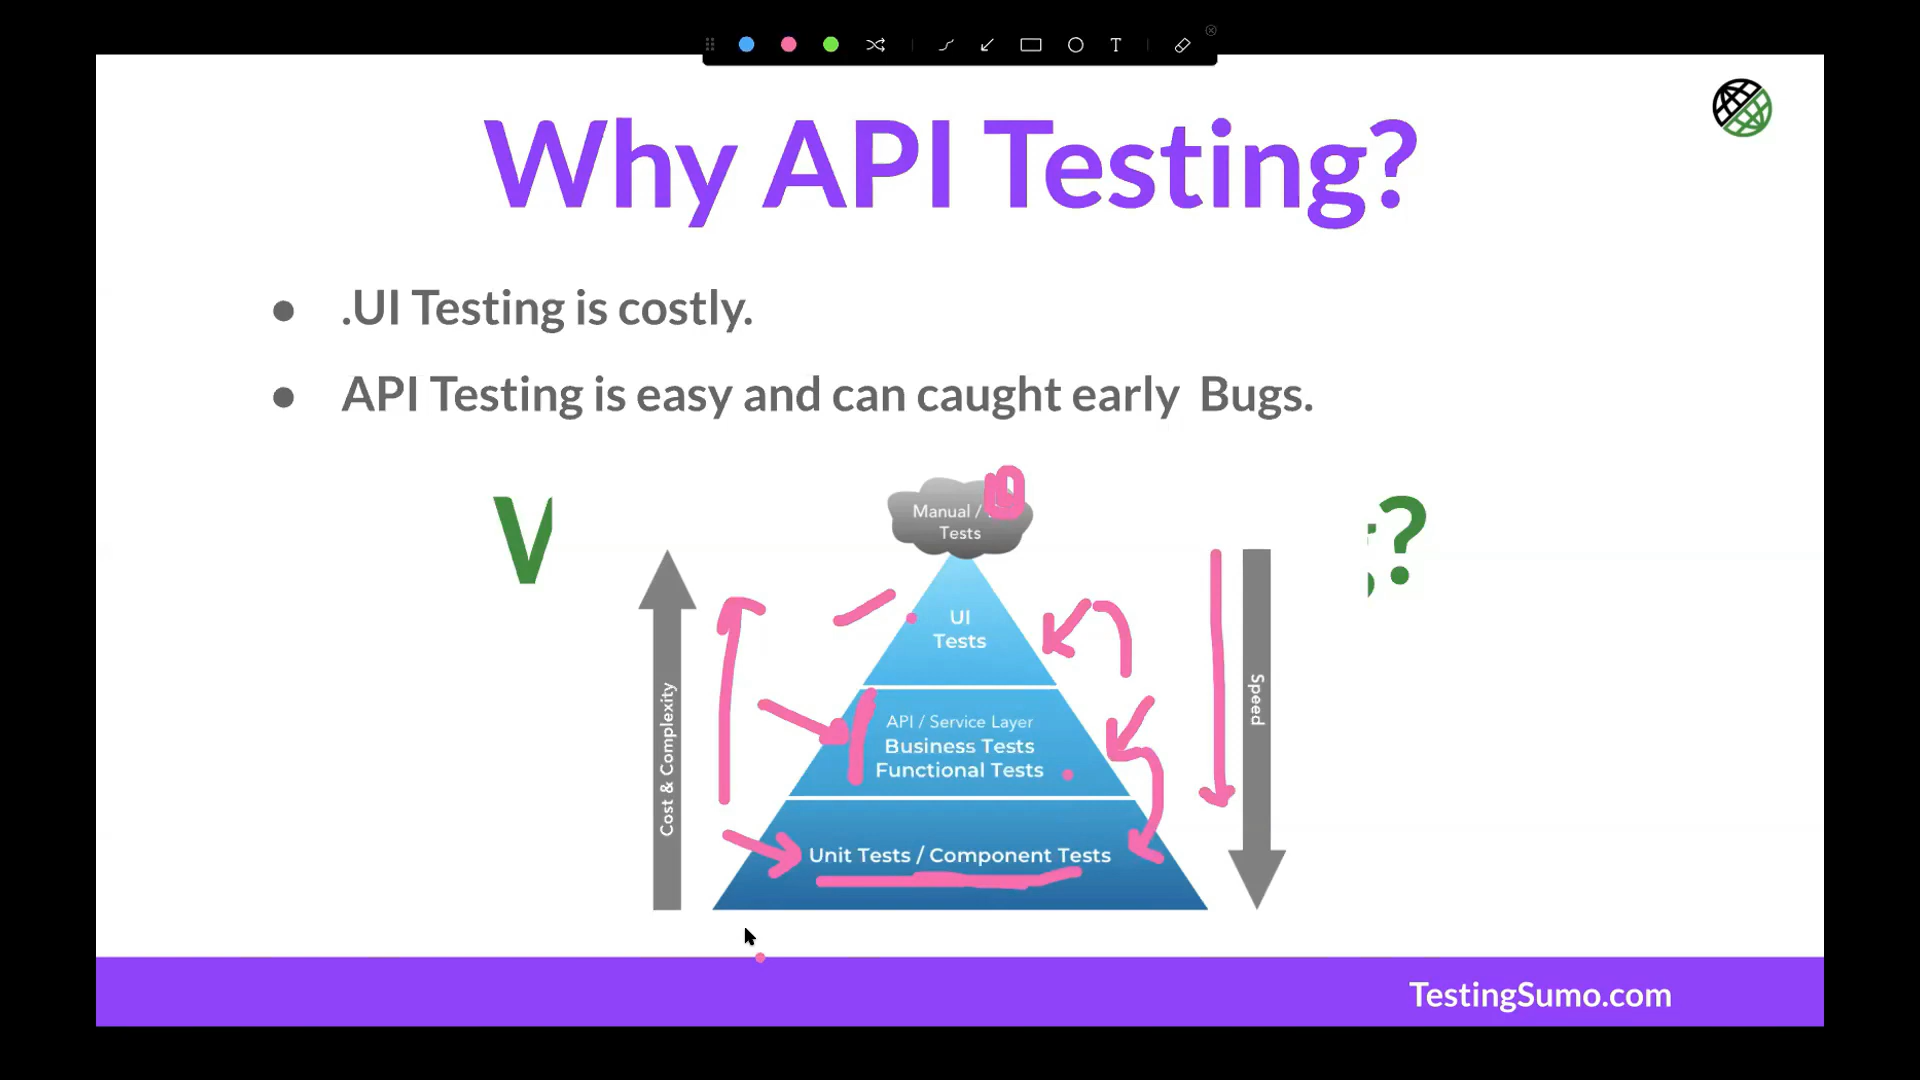 Why API Testing?
● .UI Testing is costly.
● API Testing is easy and can caught early Bugs.
Manual /
Tests
UI
Tests
API / Service Layer
Business Tests
Functional Tests
Unit Tests / Component Tests
Cost & Complexity
Speed
TestingSumo.com